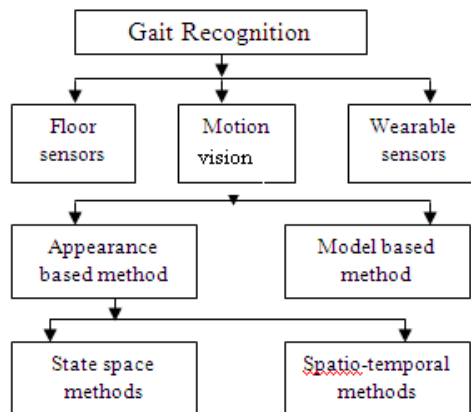 Gait Recognition
Floor
sensors
Motion
vision
Wearable
sensors
Appearance
based method
Model based
method
State space
methods
Spatio-temporal
methods